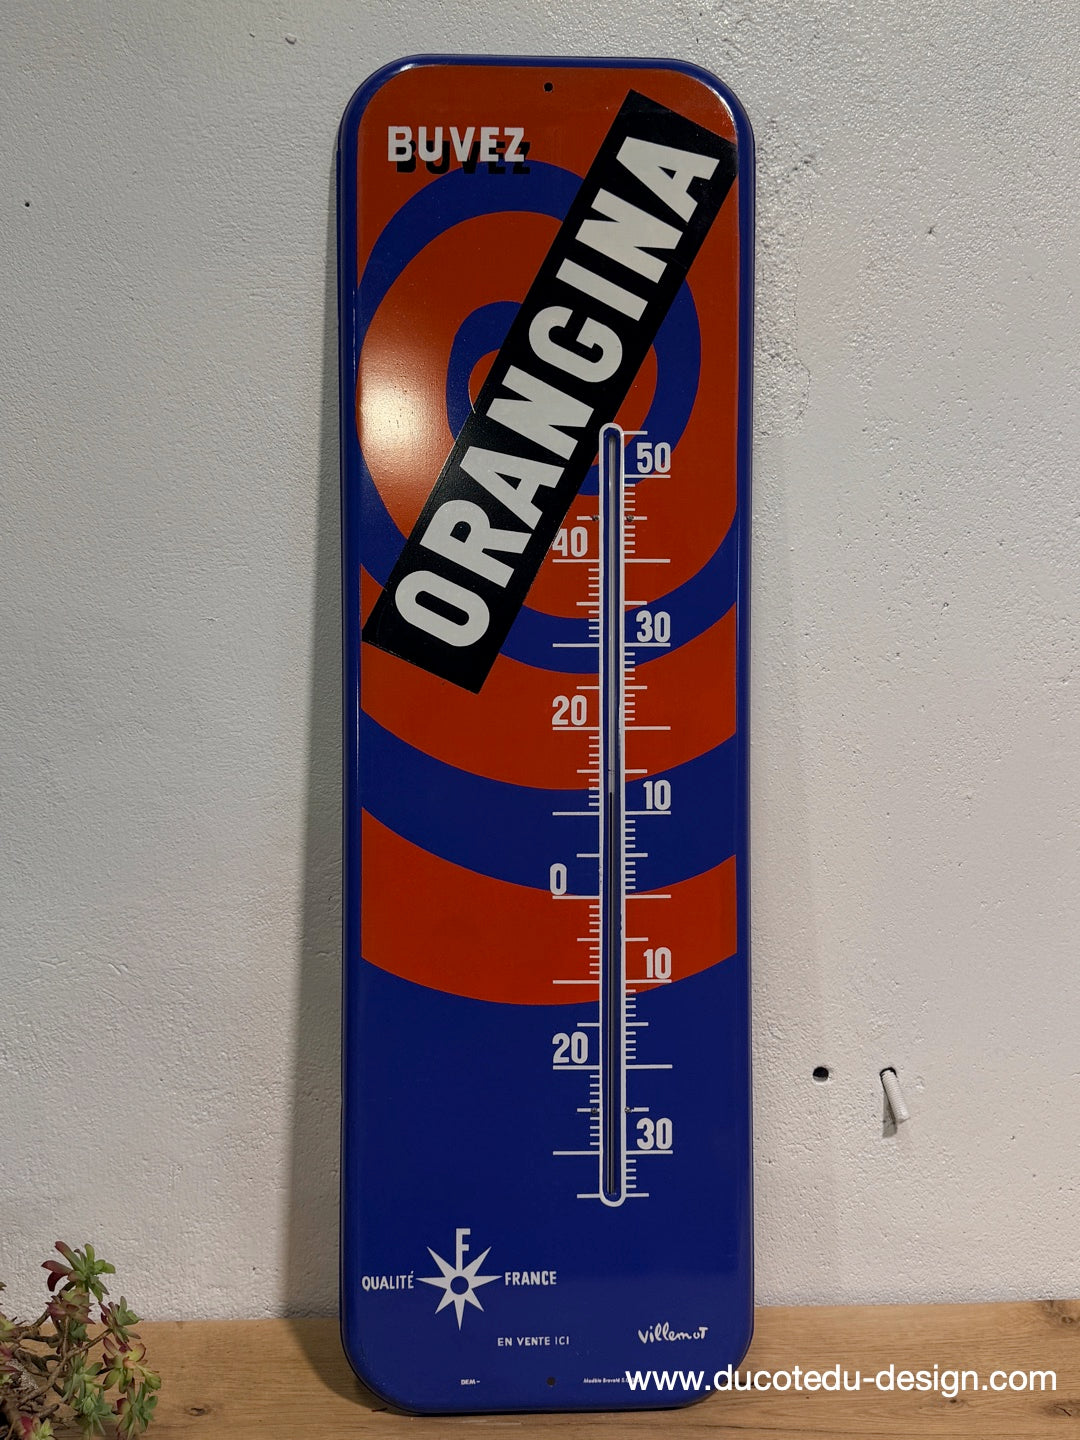 BUVEZ
ORANGINA
50
40
30
20
10
0
10
20
30
F
QUALITÉ FRANCE
EN VENTE ICI
Villemot
www.ducotedu-design.com